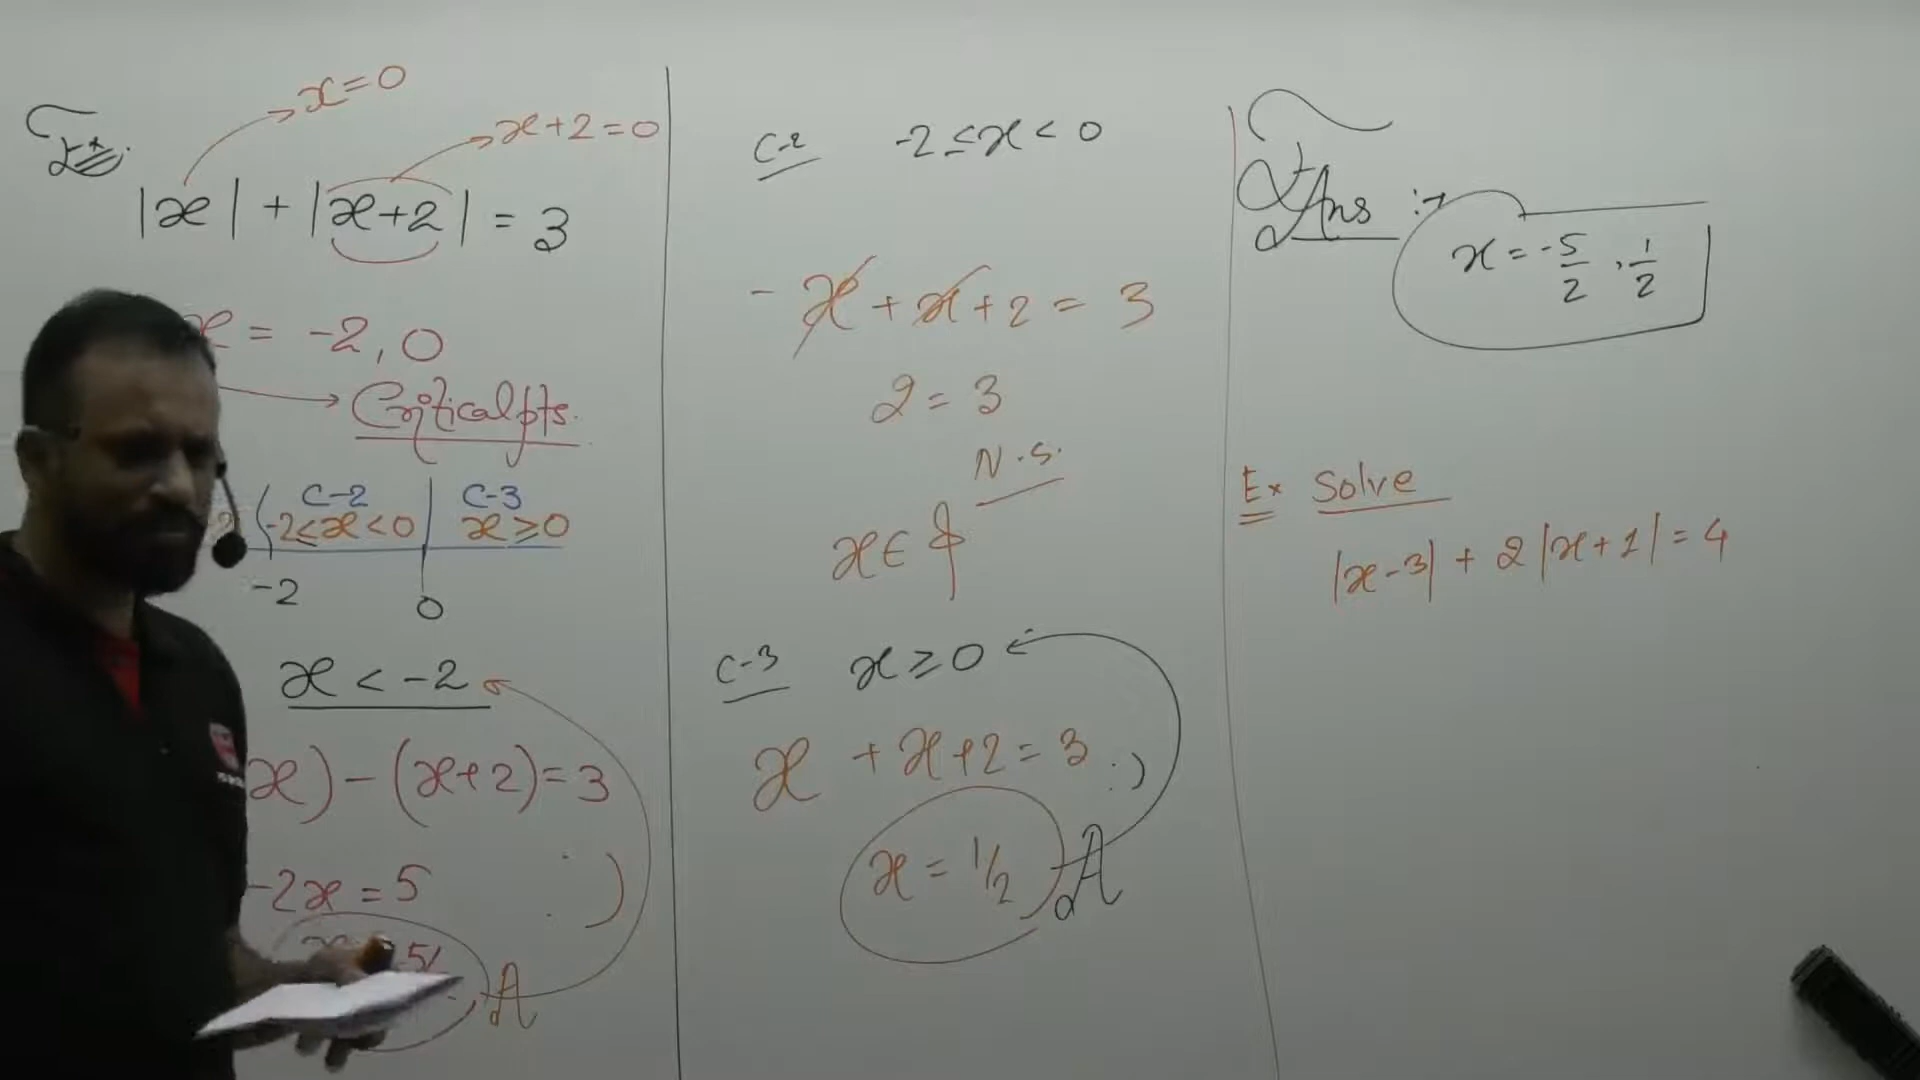 Ex.
x=0
x+2=0
|x| + |x+2| = 3
x = -2, 0
Critical pts.
C-2 C-3
-2≤x<0 x≥0
-2 0
x < -2
x) - (x+2) = 3
-2x = 5
A
C-2 -2≤x<0
-x + x + 2 = 3
2 = 3
N.S.
x∈ϕ
C-3 x≥0
x + x+2 = 3
x = 1/2 A
Ans :→
x = -5/2, 1/2
Ex Solve
|x-3| + 2|x+1| = 4